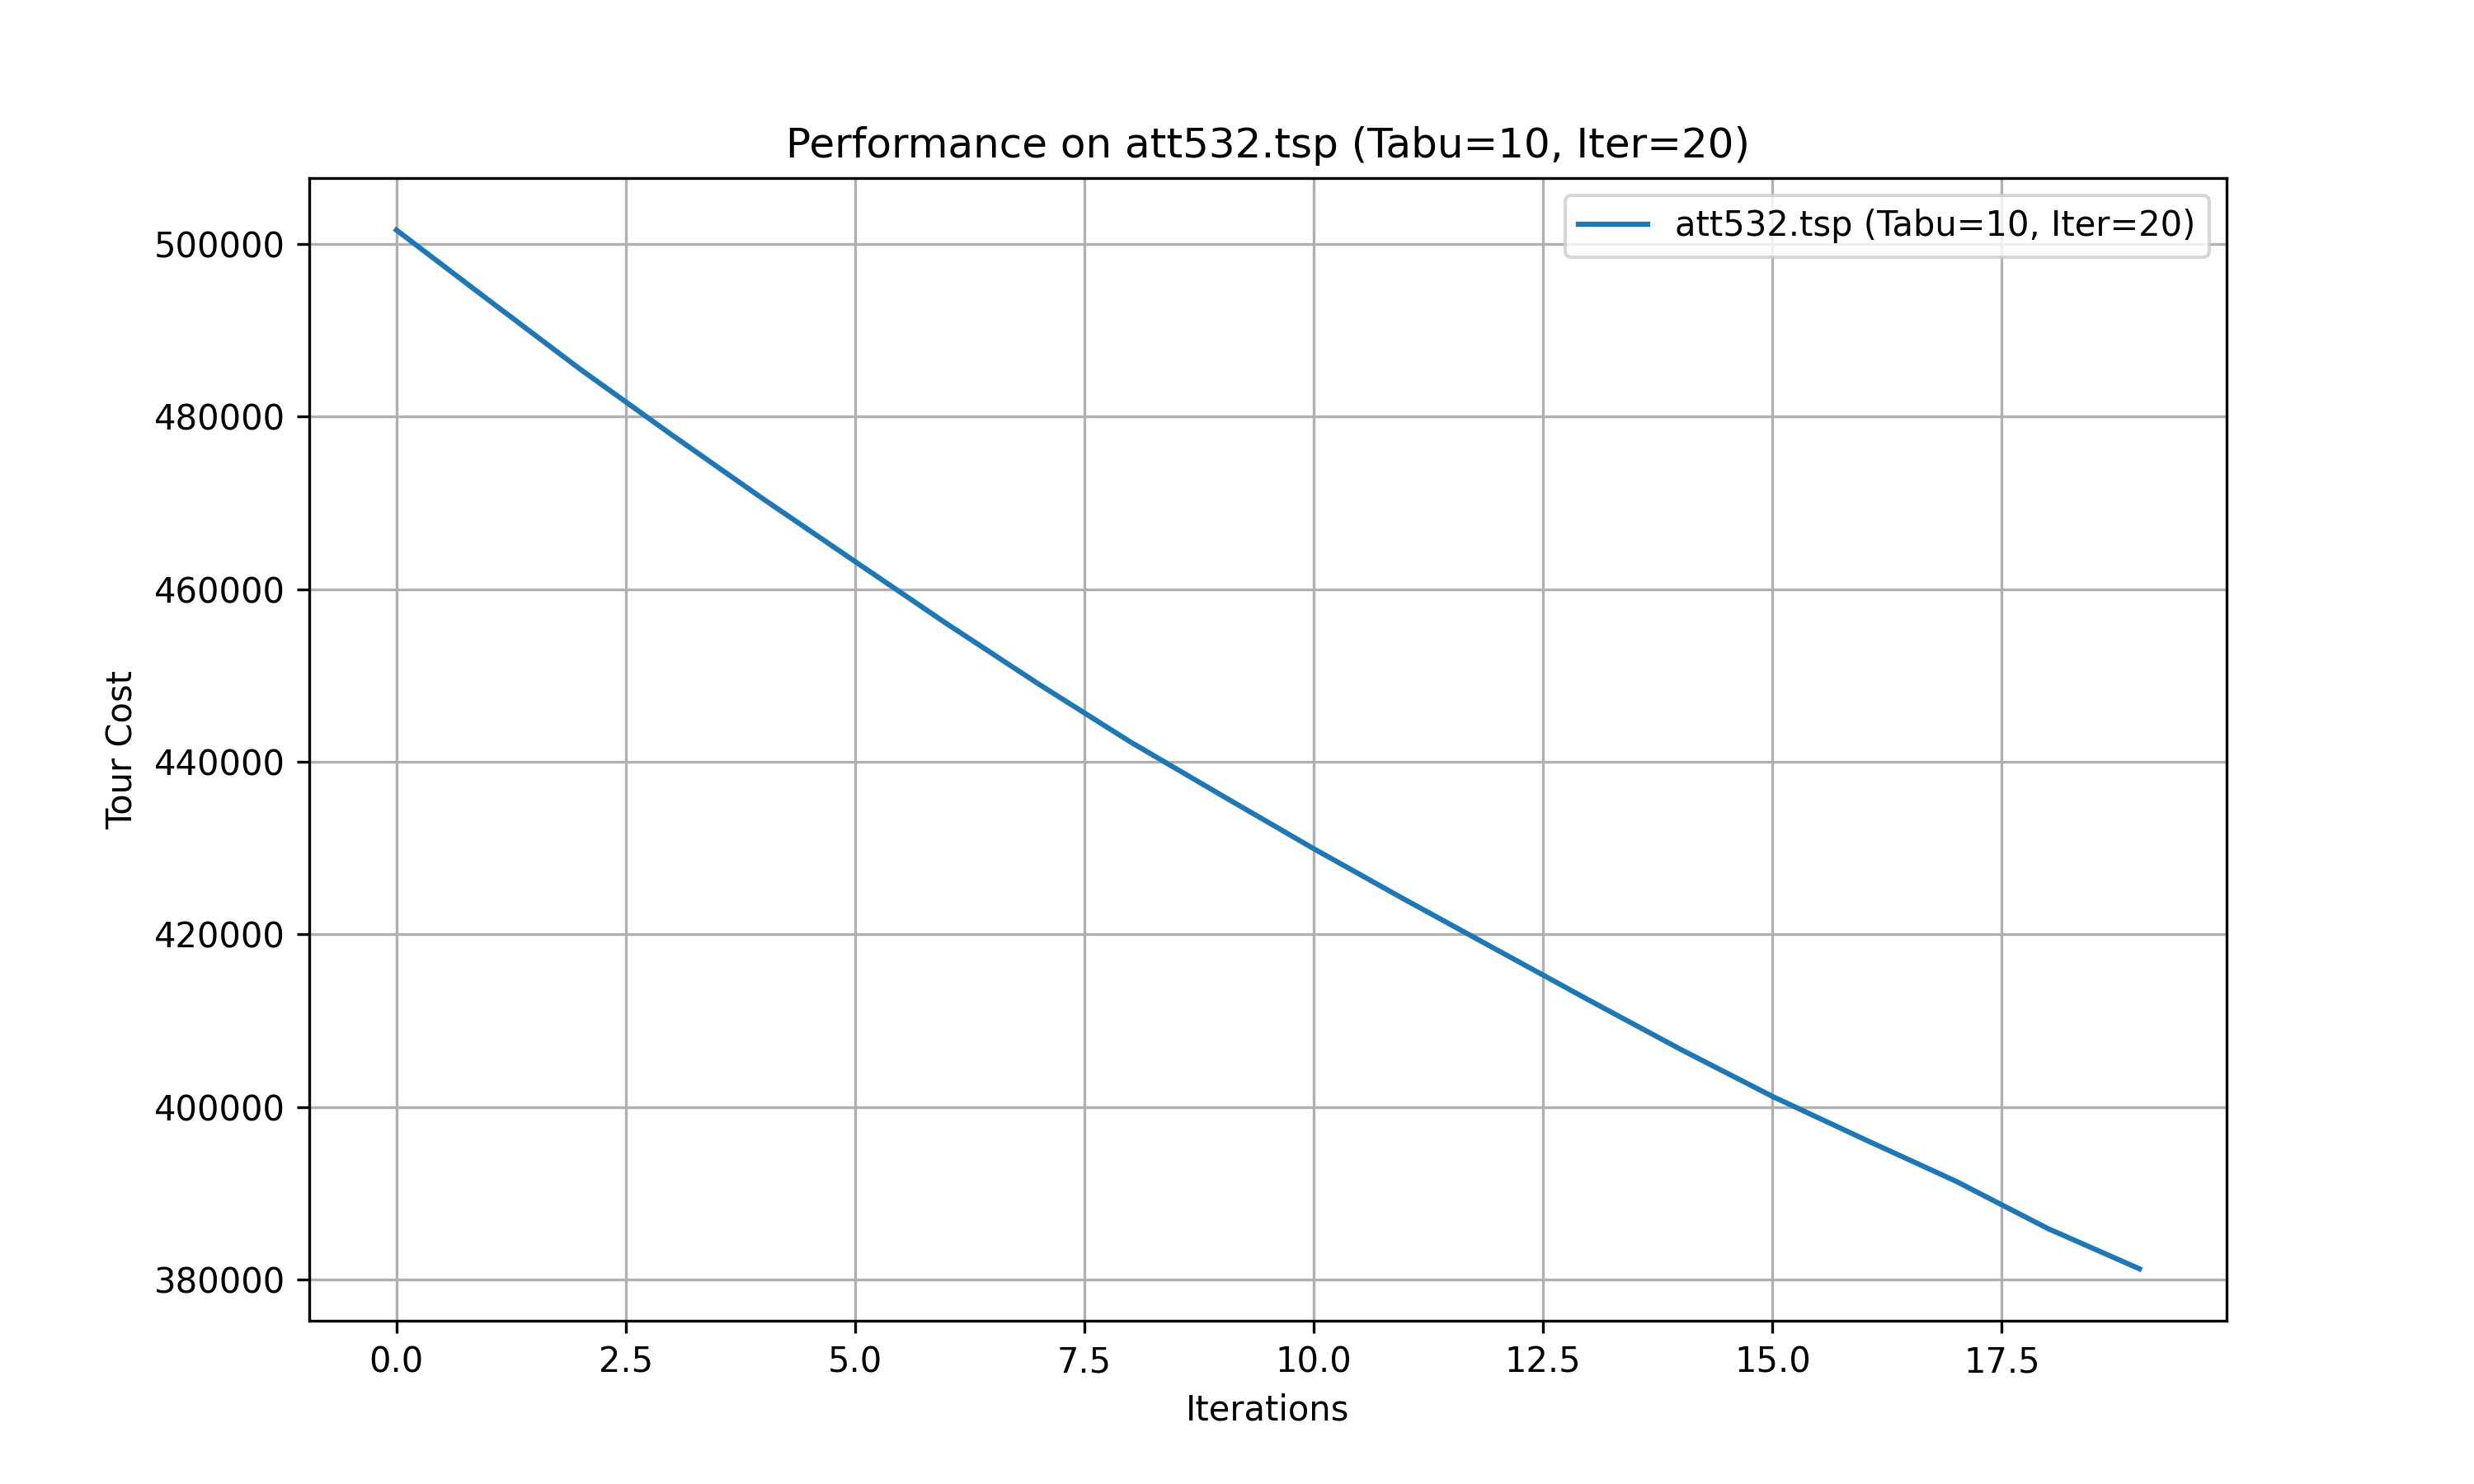 Performance on att532.tsp (Tabu=10, Iter=20)
att532.tsp (Tabu=10, Iter=20)
500000
480000
460000
440000
420000
400000
380000
Tour Cost
0.0 2.5 5.0 7.5 10.0 12.5 15.0 17.5
Iterations